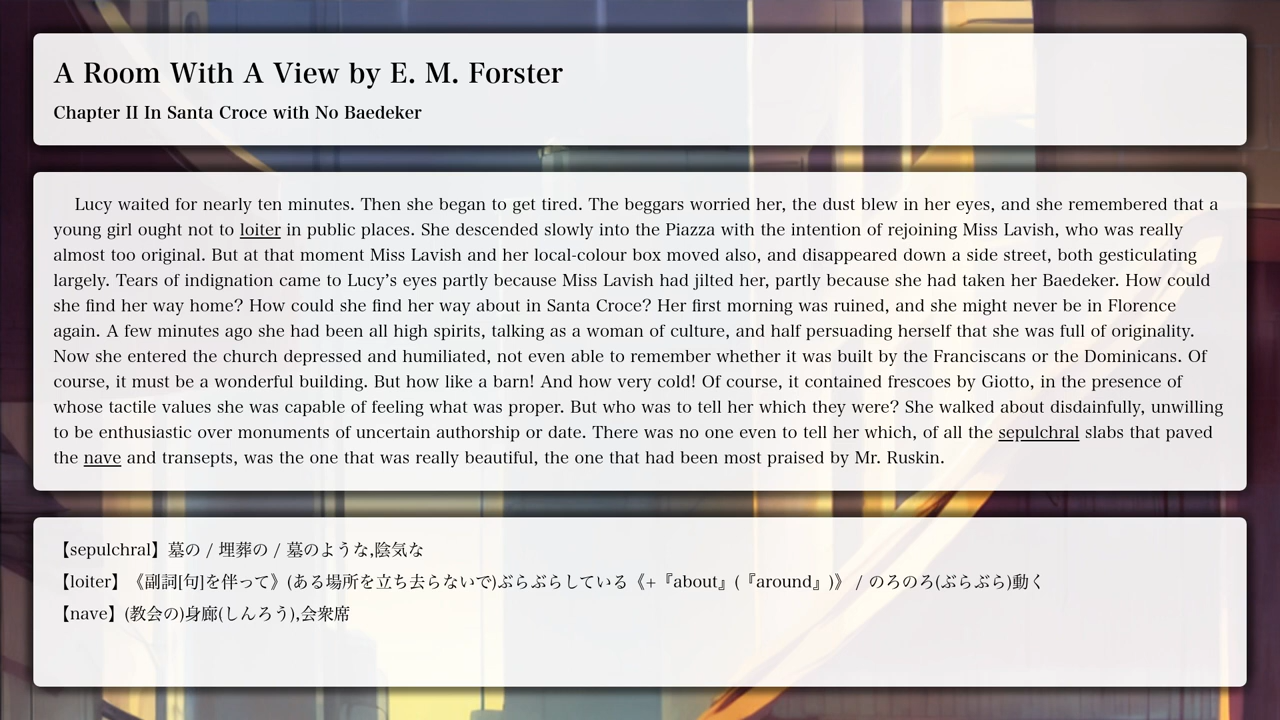 A Room With A View by E. M. Forster
Chapter II In Santa Croce with No Baedeker
Lucy waited for nearly ten minutes. Then she began to get tired. The beggars worried her, the dust blew in her eyes, and she remembered that a
young girl ought not to loiter in public places. She descended slowly into the Piazza with the intention of rejoining Miss Lavish, who was really
almost too original. But at that moment Miss Lavish and her local-colour box moved also, and disappeared down a side street, both gesticulating
largely. Tears of indignation came to Lucy’s eyes partly because Miss Lavish had jilted her, partly because she had taken her Baedeker. How could
she find her way home? How could she find her way about in Santa Croce? Her first morning was ruined, and she might never be in Florence
again. A few minutes ago she had been all high spirits, talking as a woman of culture, and half persuading herself that she was full of originality.
Now she entered the church depressed and humiliated, not even able to remember whether it was built by the Franciscans or the Dominicans. Of
course, it must be a wonderful building. But how like a barn! And how very cold! Of course, it contained frescoes by Giotto, in the presence of
whose tactile values she was capable of feeling what was proper. But who was to tell her which they were? She walked about disdainfully, unwilling
to be enthusiastic over monuments of uncertain authorship or date. There was no one even to tell her which, of all the sepulchral slabs that paved
the nave and transepts, was the one that was really beautiful, the one that had been most praised by Mr. Ruskin.
【sepulchral】墓の / 埋葬の / 墓のような,陰気な
【loiter】《副詞[句]を伴って》(ある場所を立ち去らないで)ぶらぶらしている《+『about』(『around』)》 / のろのろ(ぶらぶら)動く
【nave】(教会の)身廊(しんろう),会衆席